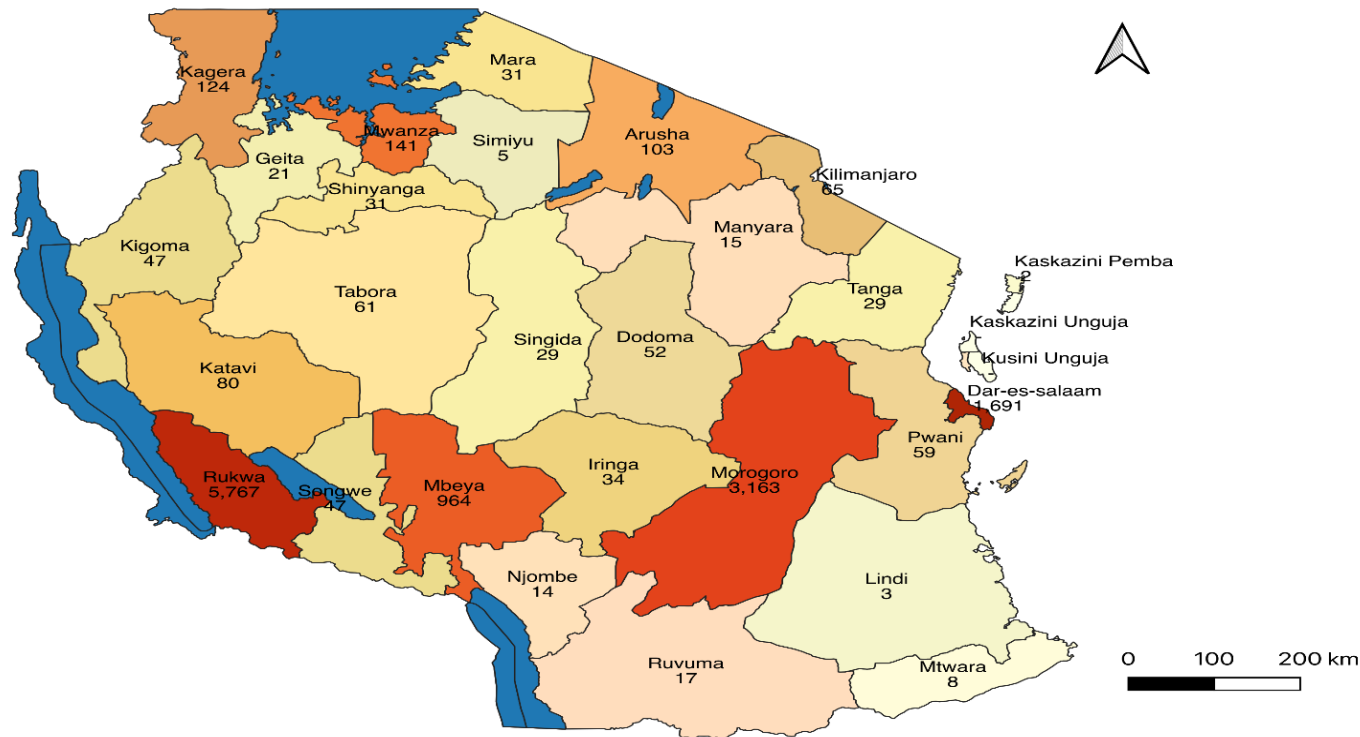 Kagera
124
Mara
31
Mwanza
141
Simiyu
5
Arusha
103
Geita
21
Kilimanjaro
65
Shinyanga
31
Manyara
15
Kigoma
47
Kaskazini Pemba
2
Tabora
61
Tanga
29
Kaskazini Unguja
Singida
29
Dodoma
52
Kusini Unguja
Katavi
80
Dar-es-salaam
1,691
Pwani
59
Rukwa
5,767
Songwe
47
Mbeya
964
Iringa
34
Morogoro
3,163
Njombe
14
Lindi
3
Ruvuma
17
Mtwara
8
0 100 200 km